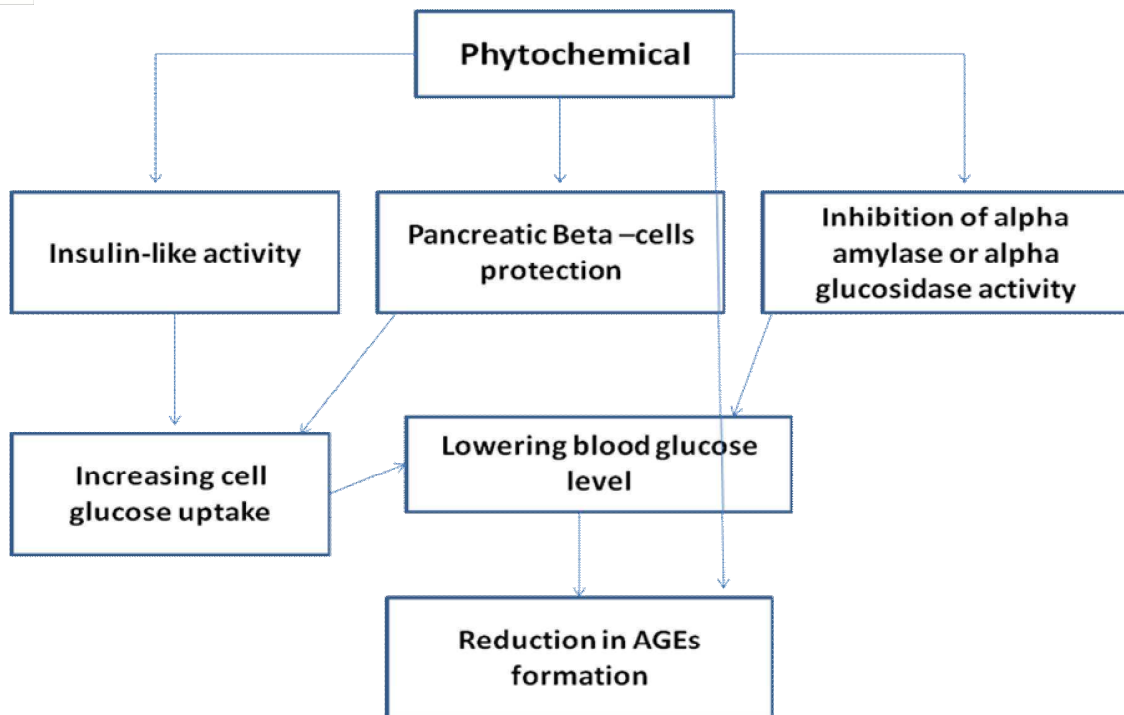 Phytochemical
Insulin-like activity
Pancreatic Beta –cells
protection
Inhibition of alpha
amylase or alpha
glucosidase activity
Increasing cell
glucose uptake
Lowering blood glucose
level
Reduction in AGEs
formation